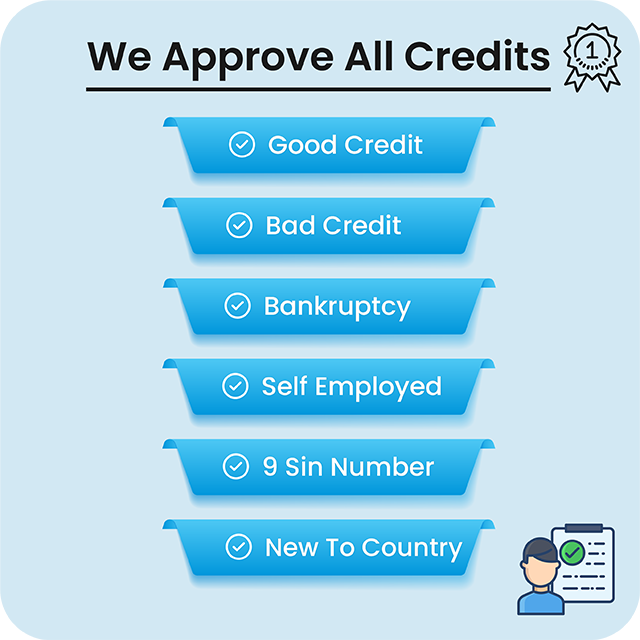 We Approve All Credits
1
Good Credit
Bad Credit
Bankruptcy
Self Employed
9 Sin Number
New To Country